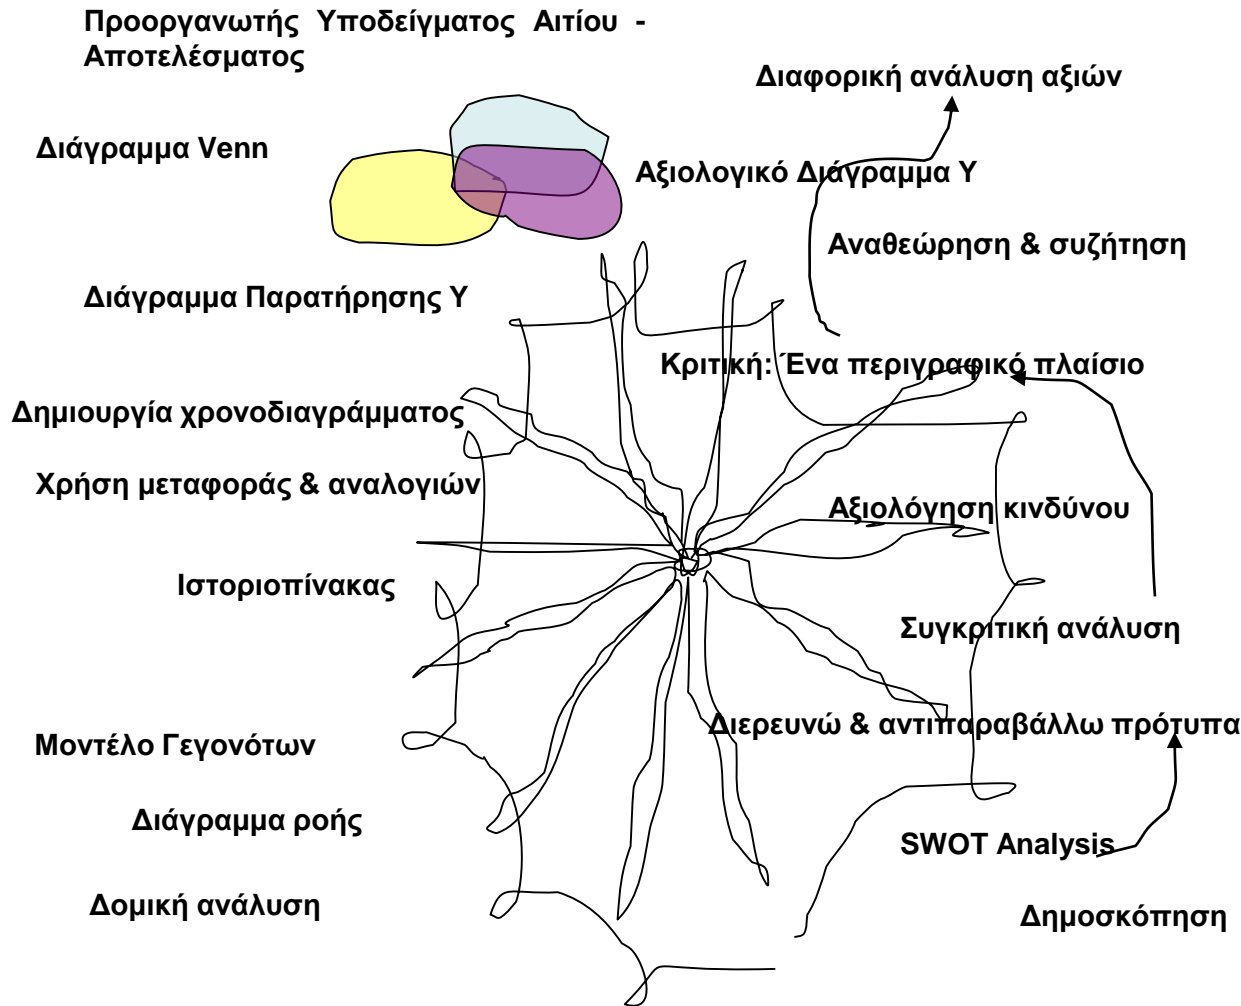 Προοργανωτής Υποδείγματος Αιτίου -
Αποτελέσματος
Διαφορική ανάλυση αξιών
Διάγραμμα Venn
Αξιολογικό Διάγραμμα Υ
Αναθεώρηση & συζήτηση
Διάγραμμα Παρατήρησης Υ
Κριτική: Ένα περιγραφικό πλαίσιο
Δημιουργία χρονοδιαγράμματος
Χρήση μεταφοράς & αναλογιών
Αξιολόγηση κινδύνου
Ιστοριοπίνακας
Συγκριτική ανάλυση
Διερευνώ & αντιπαραβάλλω πρότυπα
Μοντέλο Γεγονότων
Διάγραμμα ροής
SWOT Analysis
Δομική ανάλυση
Δημοσκόπηση